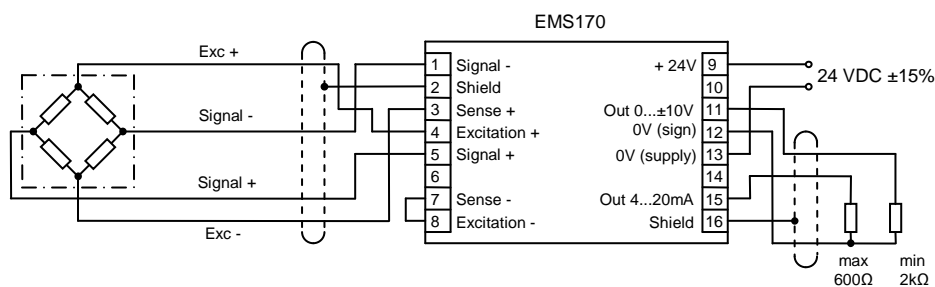 EMS170
Exc +
Signal -
Signal +
Exc -
1 Signal -
2 Shield
3 Sense +
4 Excitation +
5 Signal +
6
7 Sense -
8 Excitation -
+ 24V 9
10
Out 0...±10V 11
0V (sign) 12
0V (supply) 13
14
Out 4...20mA 15
Shield 16
24 VDC ±15%
max
600Ω
min
2kΩ